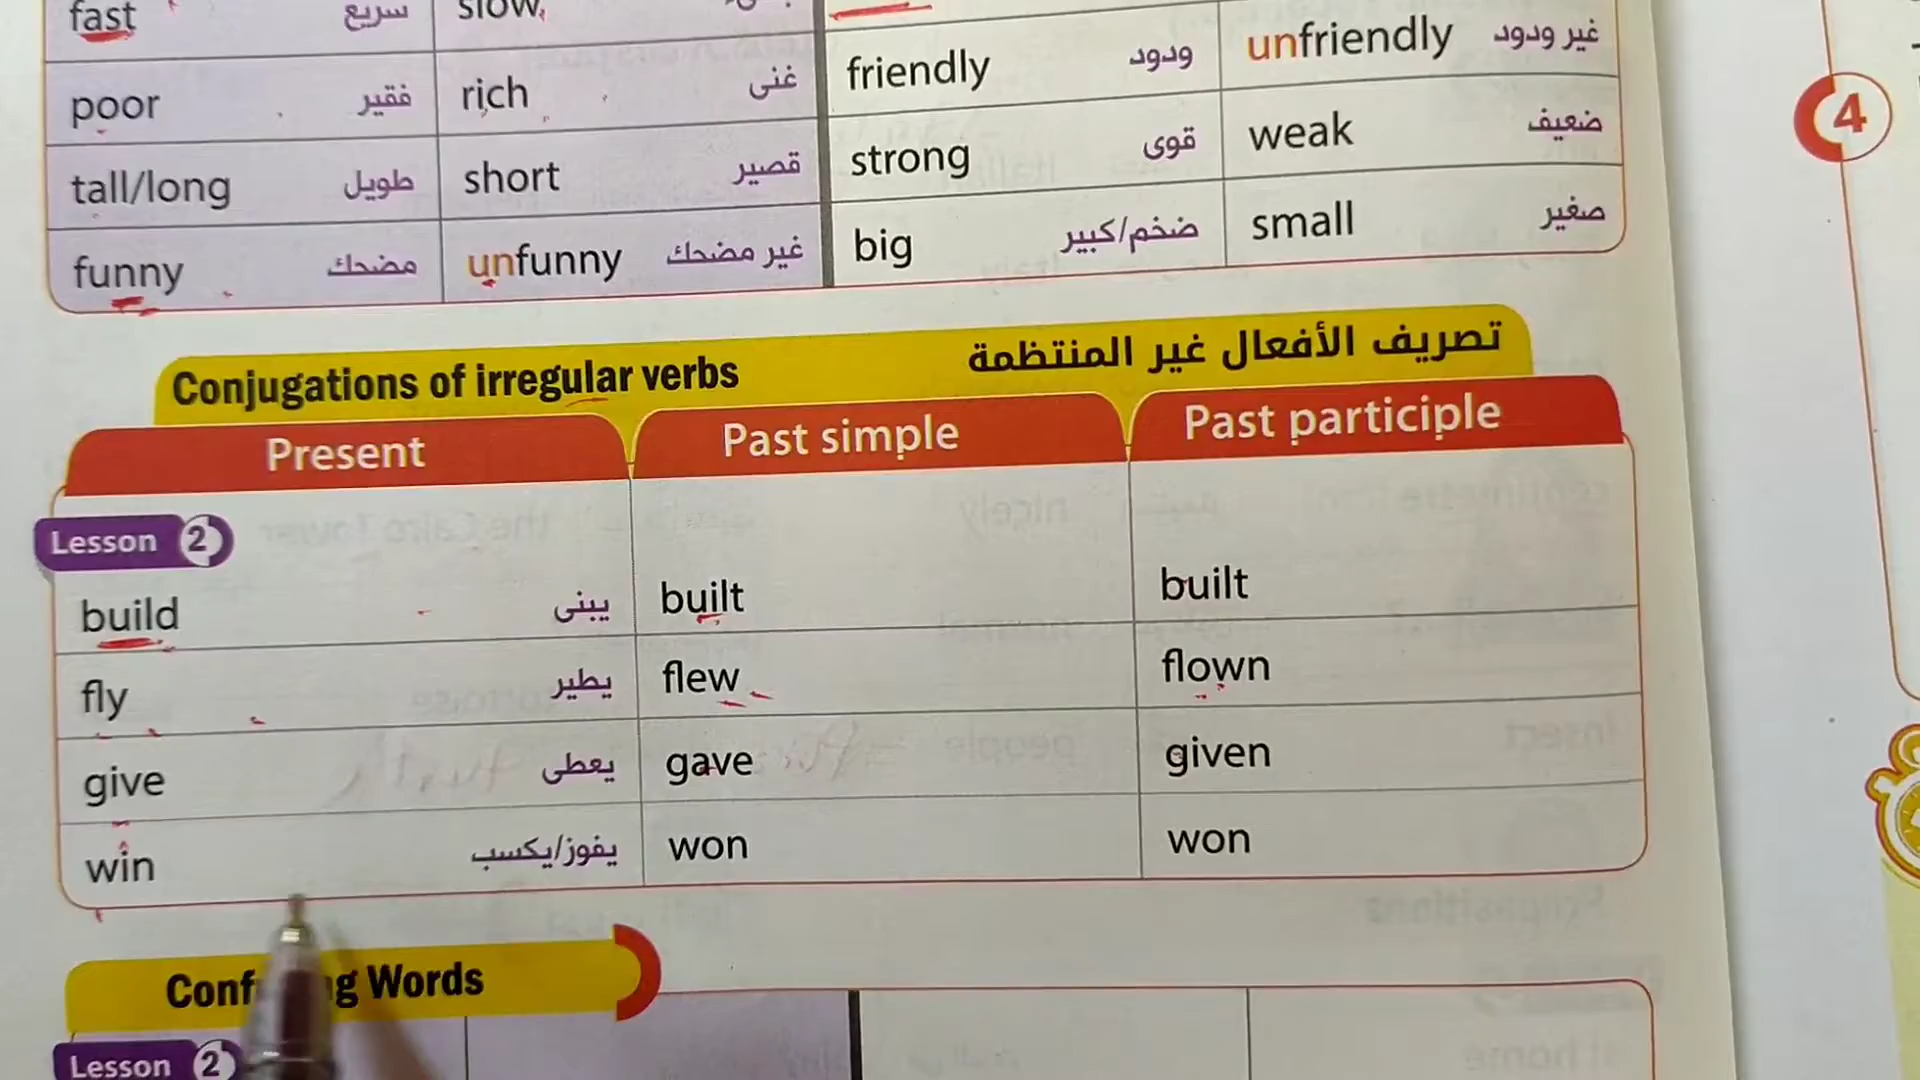 fast سريع slow
poor فقير rich غنى friendly ودود unfriendly غير ودود
tall/long طويل short قصير strong قوى weak ضعيف
funny مضحك unfunny غير مضحك big ضخم/كبير small صغير
Conjugations of irregular verbs تصريف الأفعال غير المنتظمة
Present Past simple Past participle
Lesson 2
build يبنى built built
fly يطير flew flown
give يعطى gave given
win يفوز/يكسب won won
Words
Lesson 2
4